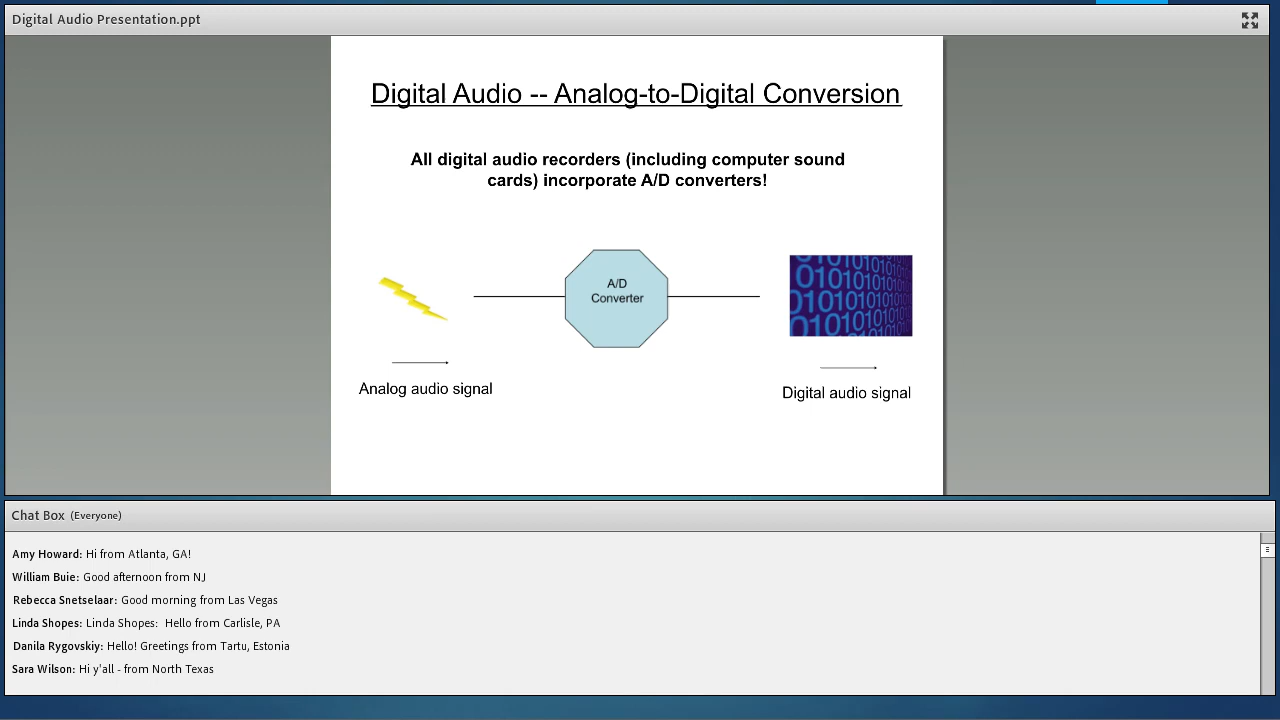 Digital Audio Presentation.ppt
Digital Audio -- Analog-to-Digital Conversion
All digital audio recorders (including computer sound
cards) incorporate A/D converters!
A/D
Converter
Analog audio signal
Digital audio signal
Chat Box (Everyone)
Amy Howard: Hi from Atlanta, GA!
William Buie: Good afternoon from NJ
Rebecca Snetselaar: Good morning from Las Vegas
Linda Shopes: Linda Shopes: Hello from Carlisle, PA
Danila Rygovskiy: Hello! Greetings from Tartu, Estonia
Sara Wilson: Hi y'all - from North Texas